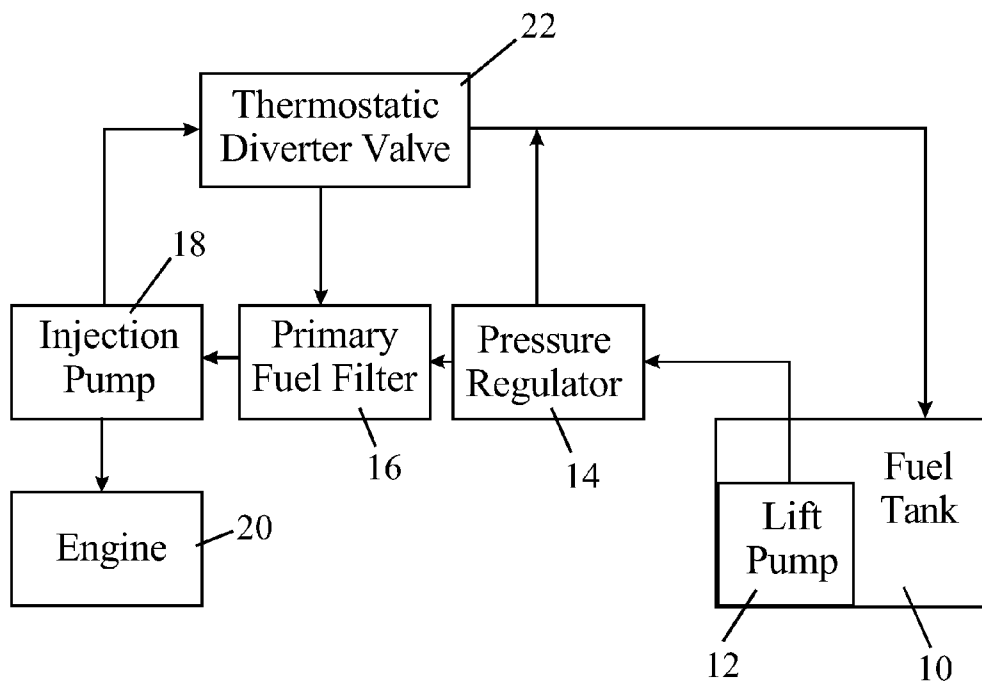 22
Thermostatic
Diverter Valve
18
Injection
Pump
Primary
Fuel Filter
16
Pressure
Regulator
14
Engine
20
Fuel
Tank
Lift
Pump
12
10